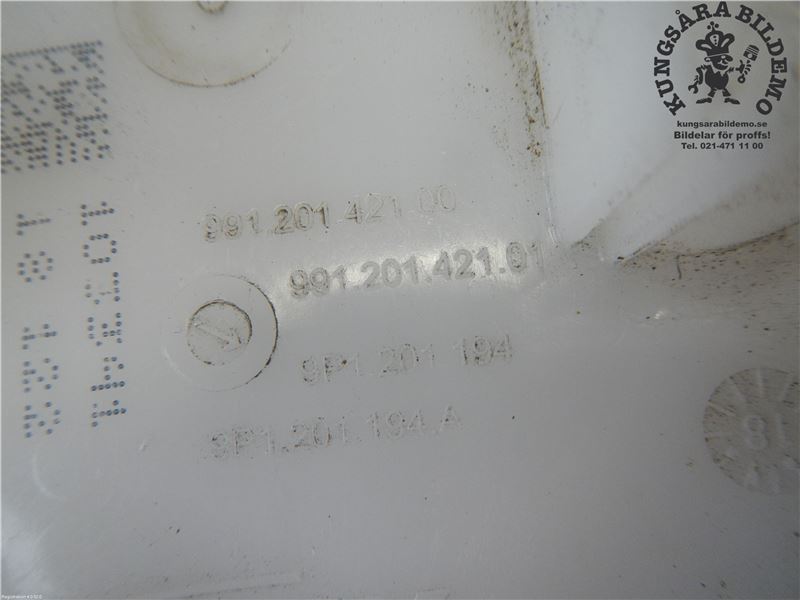 KUNGSÅRA BILDEMO
kungsarabildemo.se
Bildelar för proffs!
Tel. 021-471 11 00
991.201.421.00
991.201.421.01
9P1.201 194
9P1.201.194.A
18